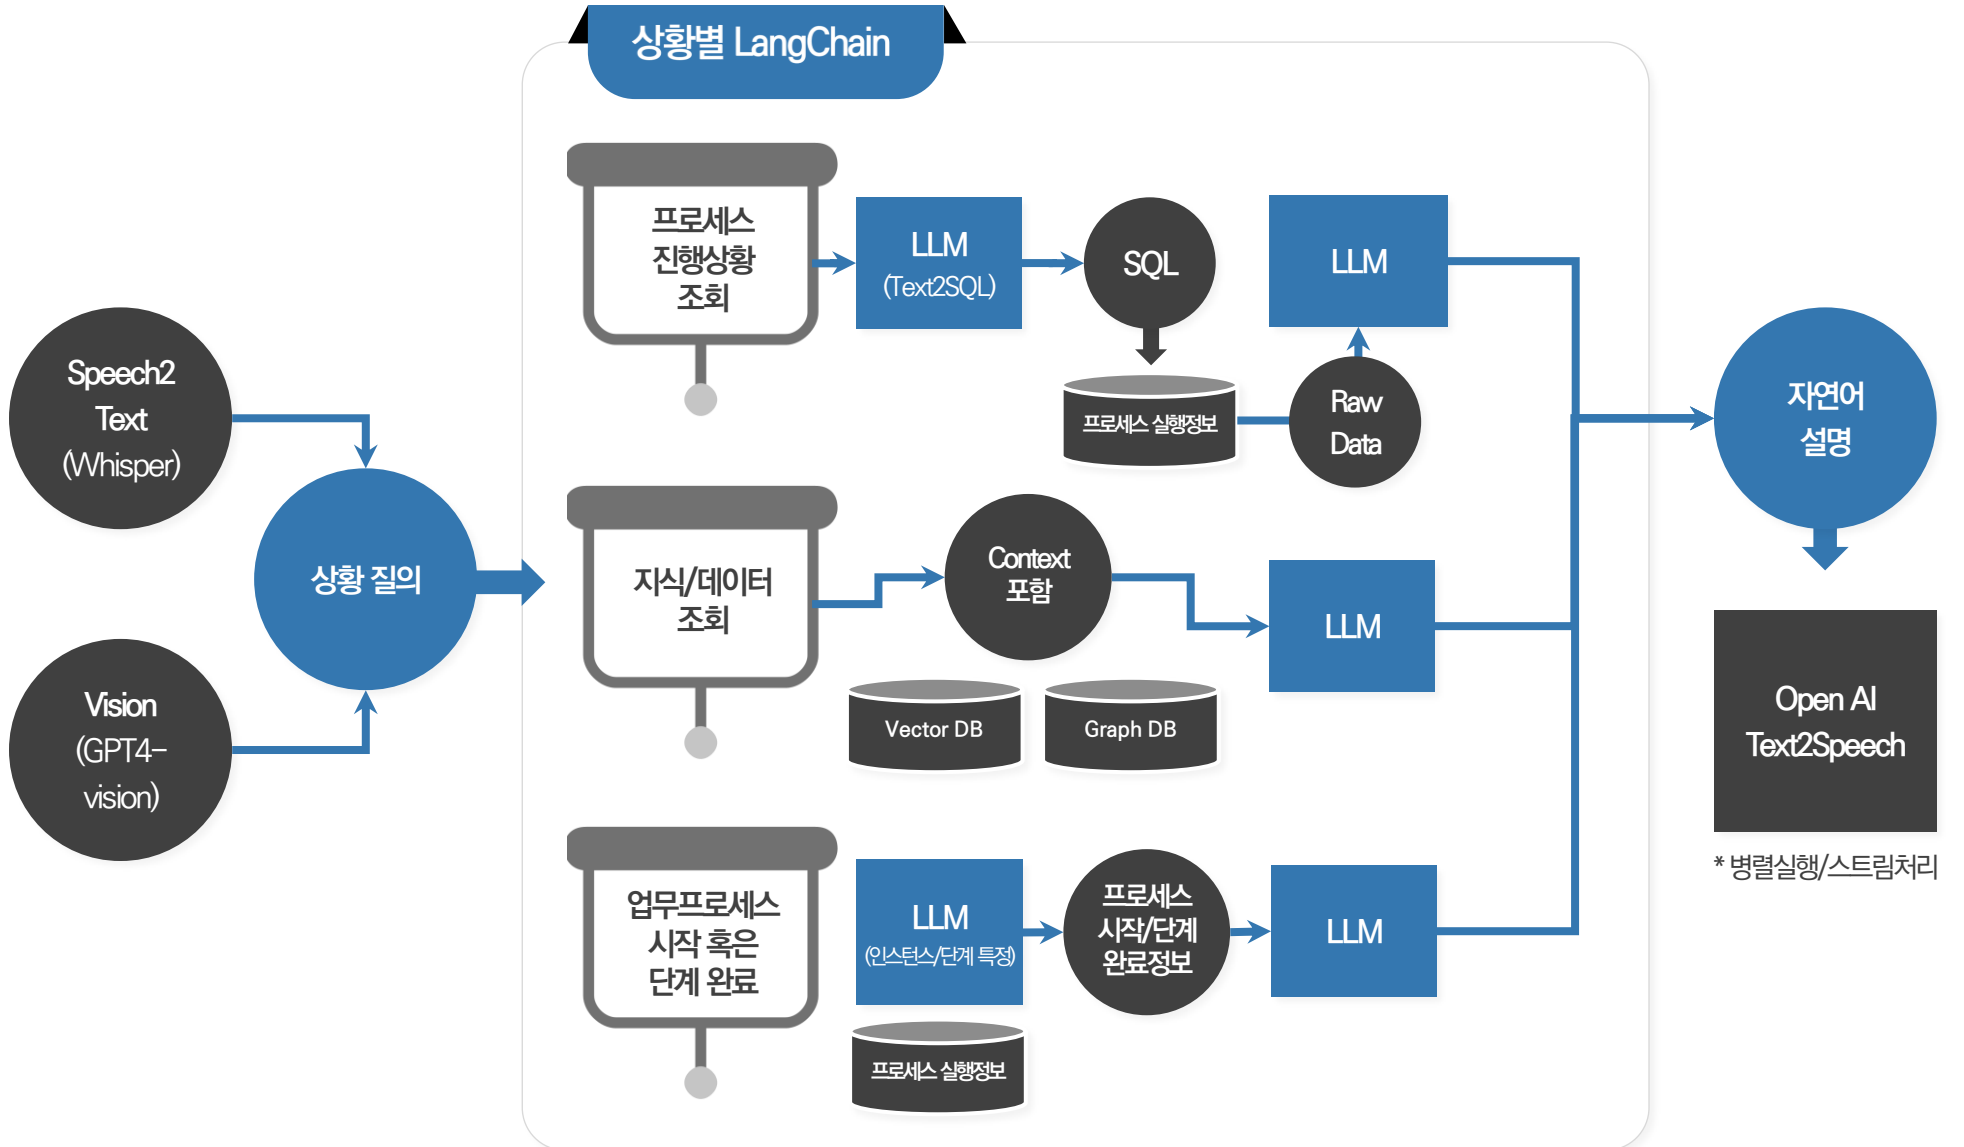 상황별 LangChain
Speech2
Text
(Whisper)
Vision
(GPT4-
vision)
상황 질의
프로세스
진행상황
조회
LLM
(Text2SQL)
SQL
프로세스 실행정보
Raw
Data
LLM
지식/데이터
조회
Context
포함
Vector DB
Graph DB
LLM
업무프로세스
시작 혹은
단계 완료
LLM
(인스턴스/단계 특정)
프로세스 실행정보
프로세스
시작/단계
완료정보
LLM
자연어
설명
Open AI
Text2Speech
* 병렬실행/스트림처리